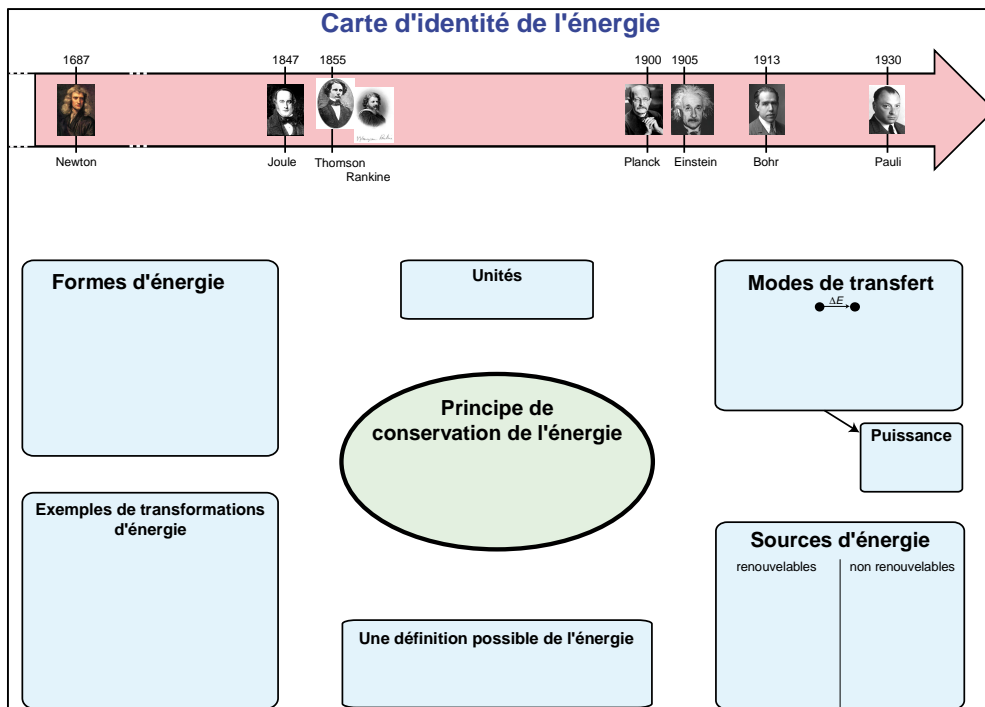 Carte d'identité de l'énergie
1687 1847 1855 1900 1905 1913 1930
Newton Joule Thomson Planck Einstein Bohr Pauli
Rankine
Formes d'énergie
Unités
Modes de transfert
ΔE
Principe de
conservation de l'énergie
Puissance
Exemples de transformations
d'énergie
Sources d'énergie
renouvelables non renouvelables
Une définition possible de l'énergie